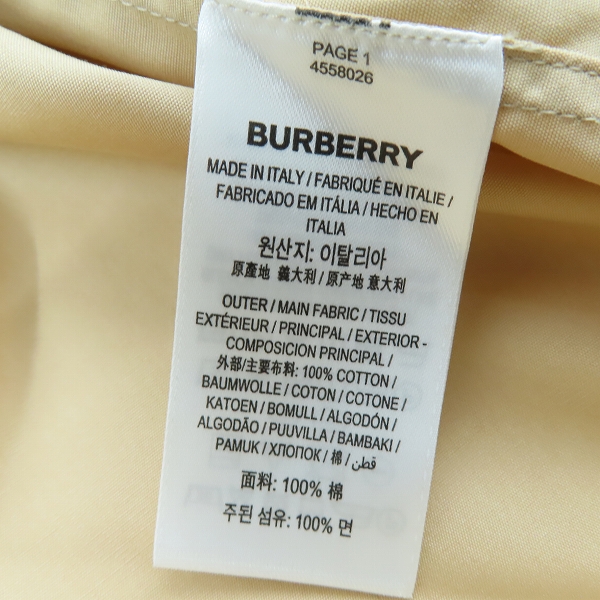 PAGE 1
4558026
BURBERRY
MADE IN ITALY / FABRIQUÉ EN ITALIE /
FABRICADO EM ITÁLIA / HECHO EN
ITALIA
원산지: 이탈리아
原產地 義大利 / 原产地 意大利
OUTER / MAIN FABRIC / TISSU
EXTÉRIEUR / PRINCIPAL / EXTERIOR -
COMPOSICION PRINCIPAL /
外部/主要布料: 100% COTTON /
BAUMWOLLE / COTON / COTONE /
KATOEN / BOMULL / ALGODÓN /
ALGODÃO / PUUVILLA / ΒΑΜΒΑΚΙ /
PAMUK / ХЛОПОК / 棉 / قطن /
面料: 100% 棉
주된 섬유: 100% 면